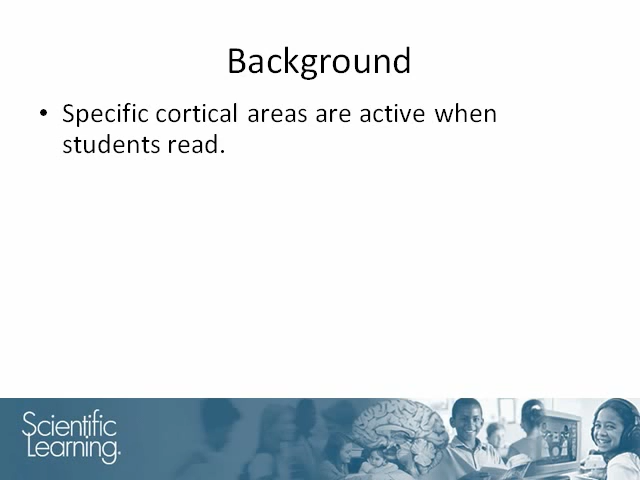 Background
• Specific cortical areas are active when
students read.
Scientific
Learning.